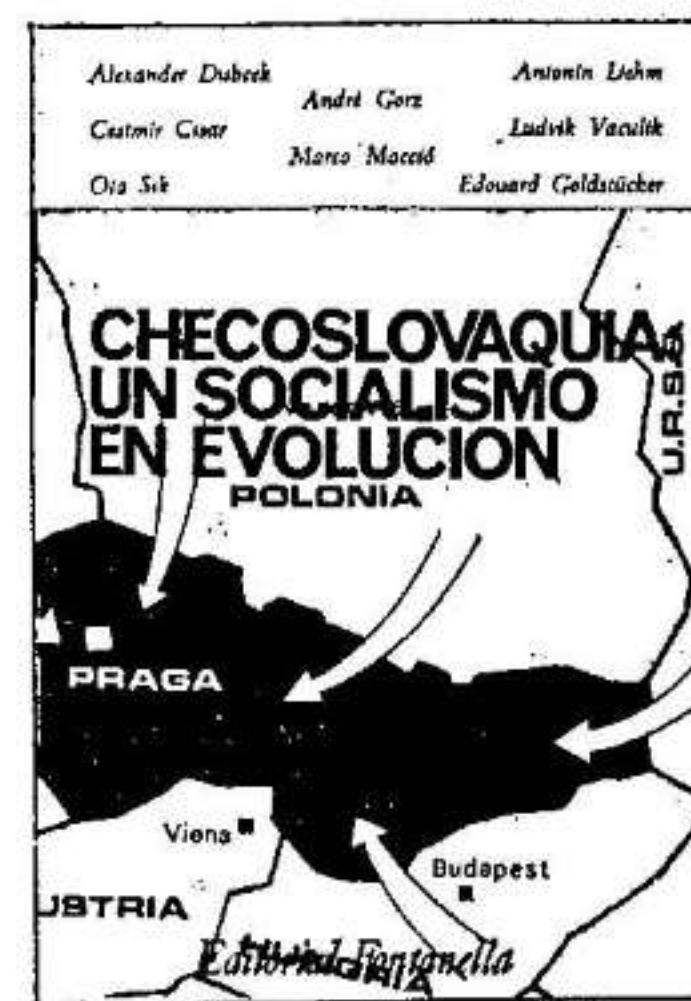 Alexander Dubcek
Antonin Liehm
André Gorz
Cestmir Cisar
Ludvik Vaculik
Marco Macció
Ota Sik
Edouard Goldstücker
CHECOSLOVAQUIA
UN SOCIALISMO
EN EVOLUCION
U.R.S.S
POLONIA
PRAGA
Viena
Budapest
USTRIA
Editorial Fontanella